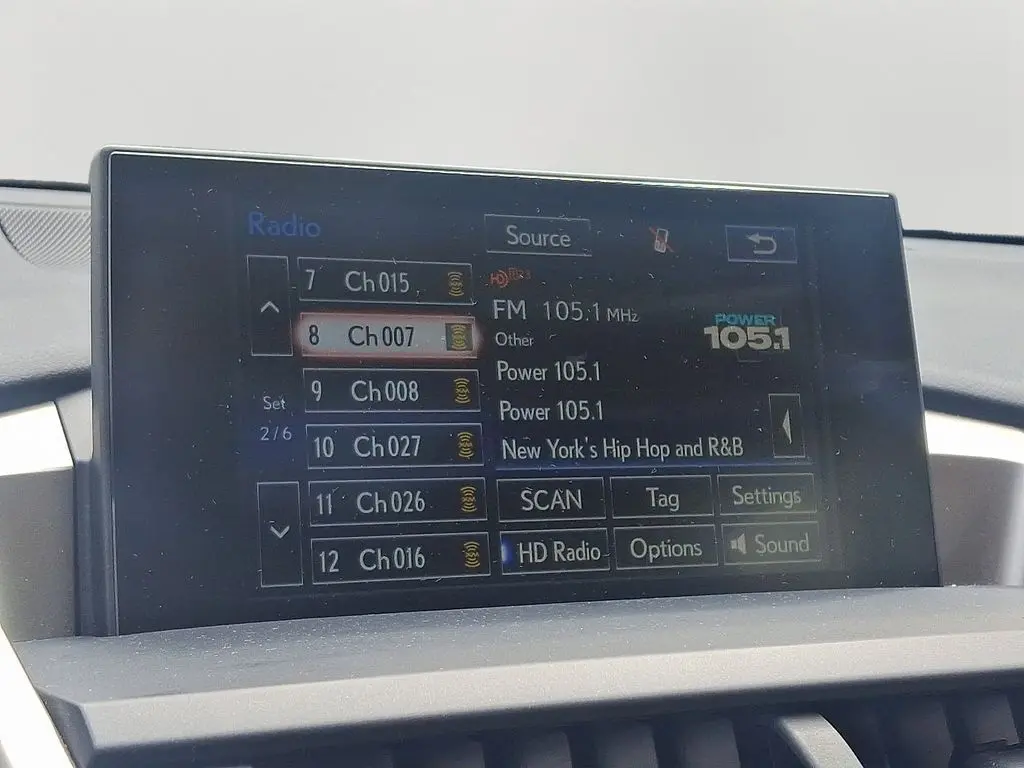 Radio
Source
7 Ch015
8 Ch007
9 Ch008
10 Ch027
11 Ch026
12 Ch016
Set
2/6
HD
FM 105.1 MHz
Other
Power 105.1
Power 105.1
New York's Hip Hop and R&B
POWER
105.1
SCAN
Tag
Settings
HD Radio
Options
Sound